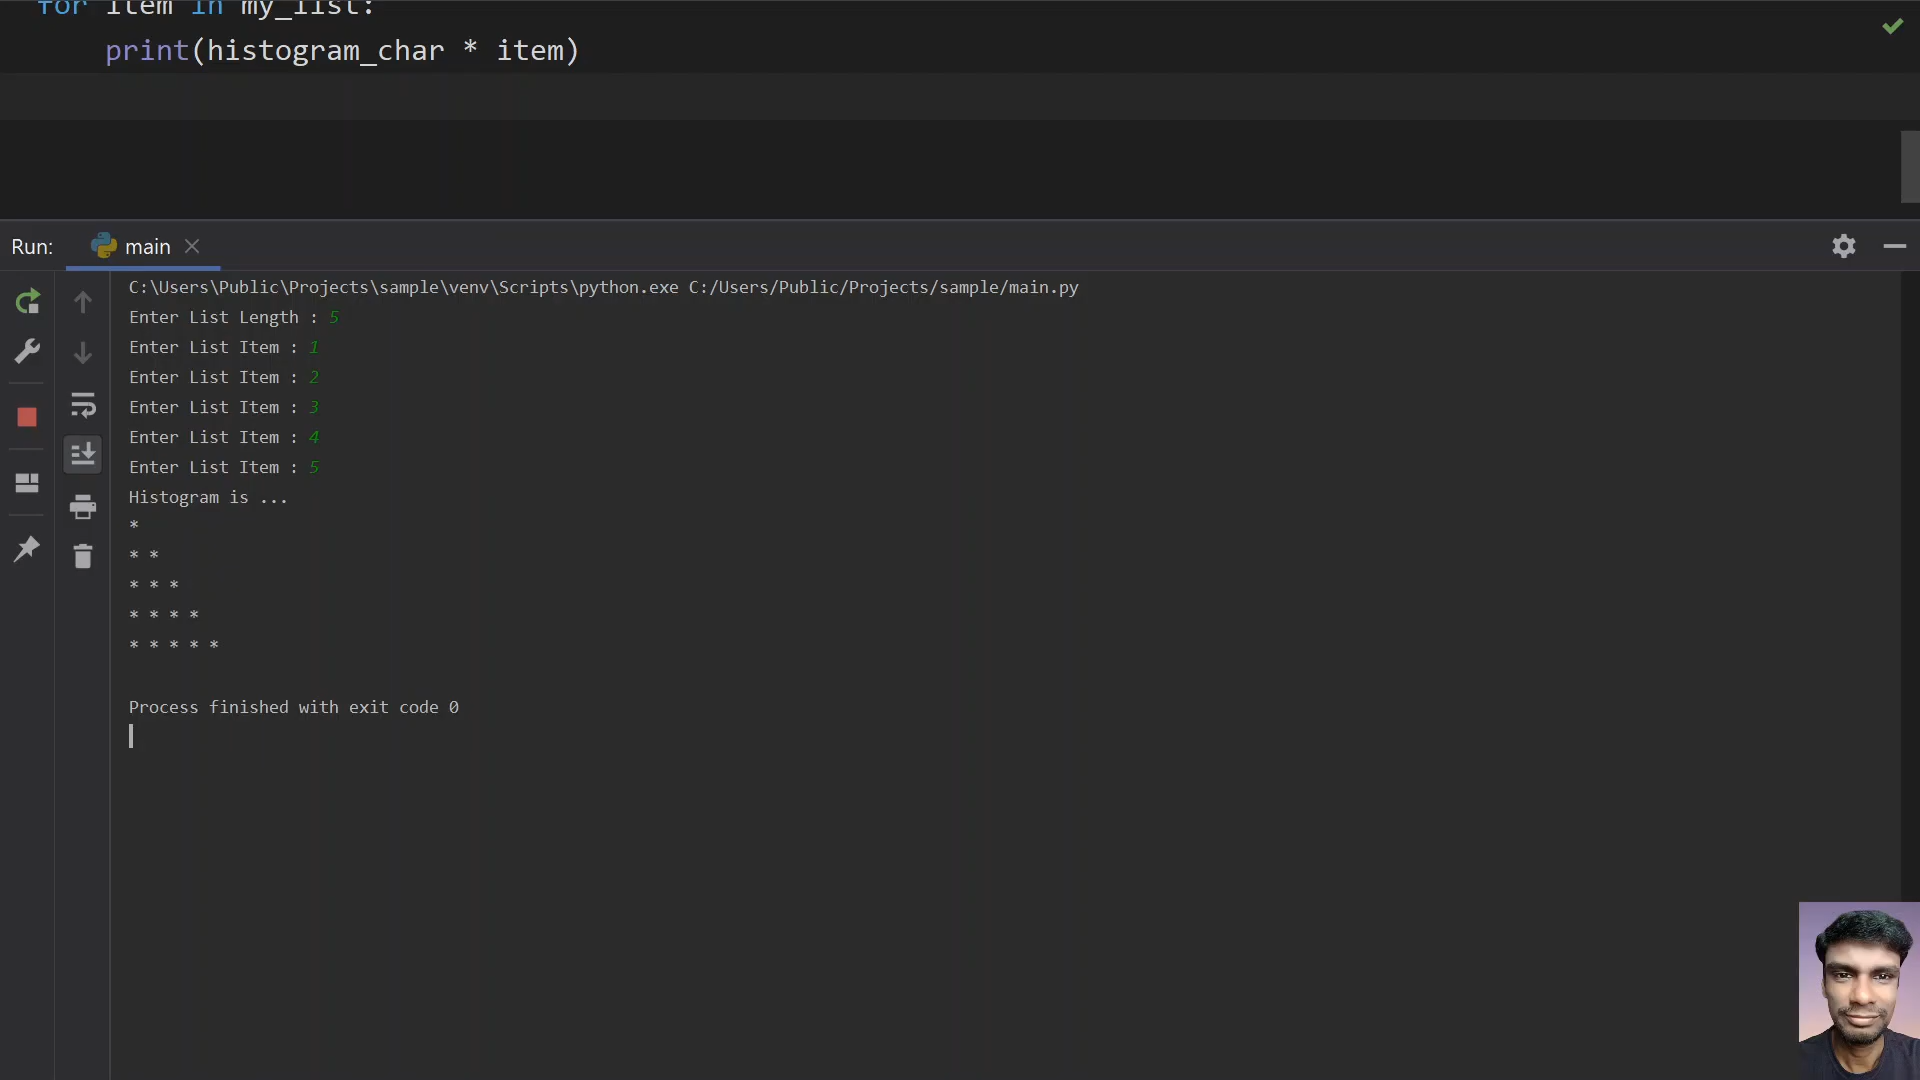 for item in my_list:
print(histogram_char * item)
Run: main
C:\Users\Public\Projects\sample\venv\Scripts\python.exe C:/Users/Public/Projects/sample/main.py
Enter List Length : 5
Enter List Item : 1
Enter List Item : 2
Enter List Item : 3
Enter List Item : 4
Enter List Item : 5
Histogram is ...
*
* *
* * *
* * * *
* * * * *
Process finished with exit code 0